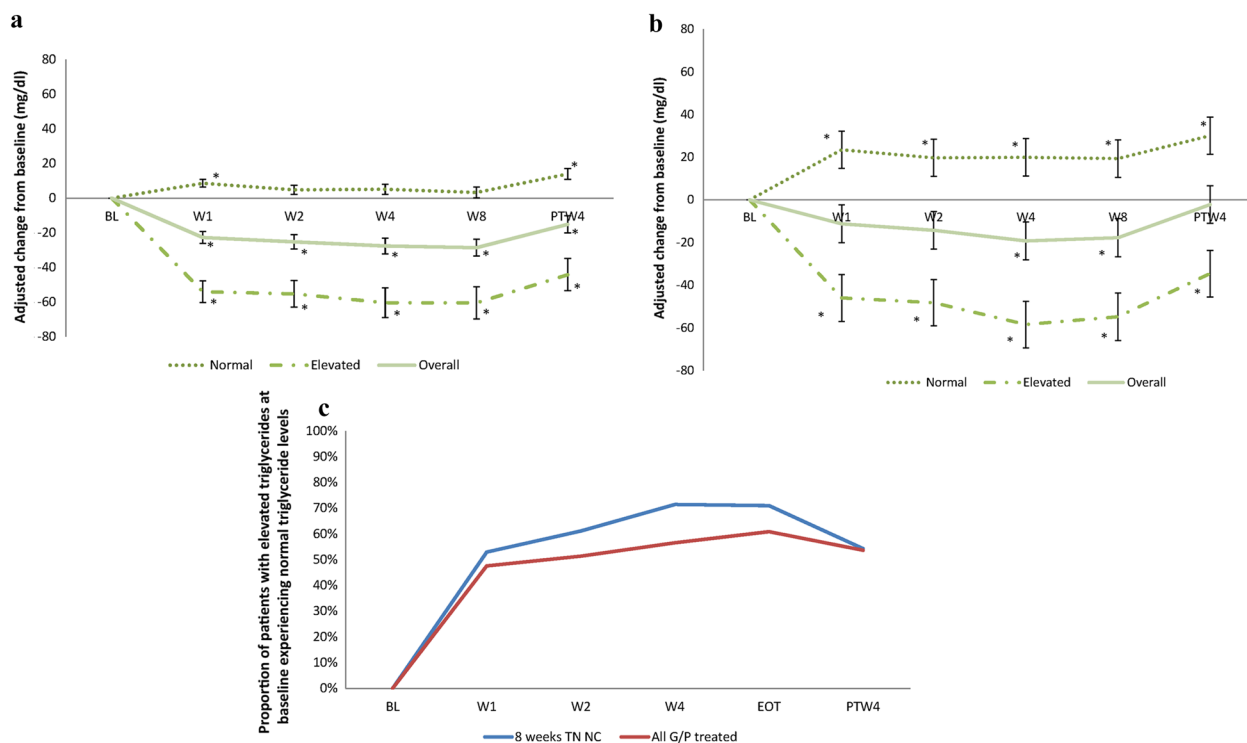 a
Adjusted change from baseline (mg/dl)
80
60
40
20
0
-20
-40
-60
-80
BL
W1
W2
W4
W8
PTW4
*
*
*
*
*
*
*
*
*
*
*
*
Normal
Elevated
Overall
b
Adjusted change from baseline (mg/dl)
80
60
40
20
0
-20
-40
-60
-80
BL
W1
W2
W4
W8
PTW4
*
*
*
*
*
*
*
*
*
*
*
*
Normal
Elevated
Overall
c
Proportion of patients with elevated triglycerides at
baseline experiencing normal triglyceride levels
100%
90%
80%
70%
60%
50%
40%
30%
20%
10%
0%
BL
W1
W2
W4
EOT
PTW4
8 weeks TN NC
All G/P treated